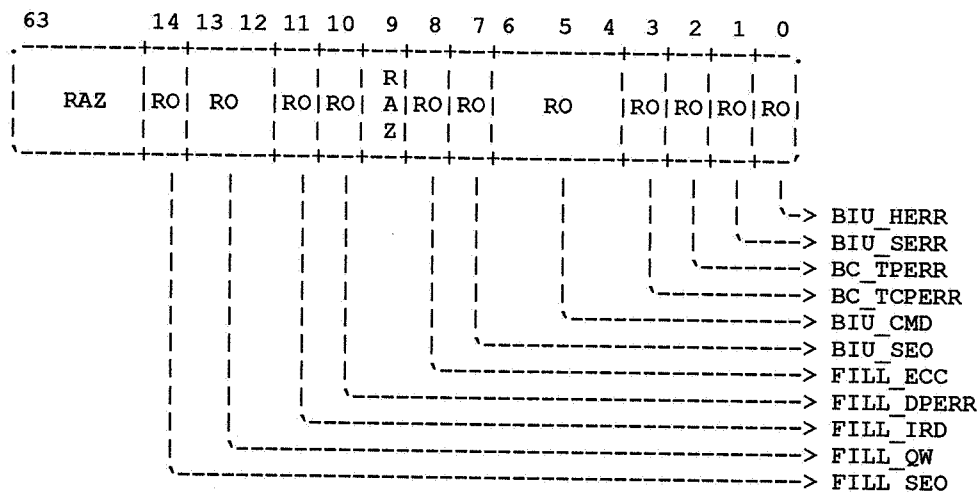 63 14 13 12 11 10 9 8 7 6 5 4 3 2 1 0
R
RAZ |RO| RO |RO|RO| A |RO|RO| RO |RO|RO|RO|RO|
Z
BIU_HERR
BIU_SERR
BC_TPERR
BC_TCPERR
BIU_CMD
BIU_SEO
FILL_ECC
FILL_DPERR
FILL_IRD
FILL_QW
FILL_SEO